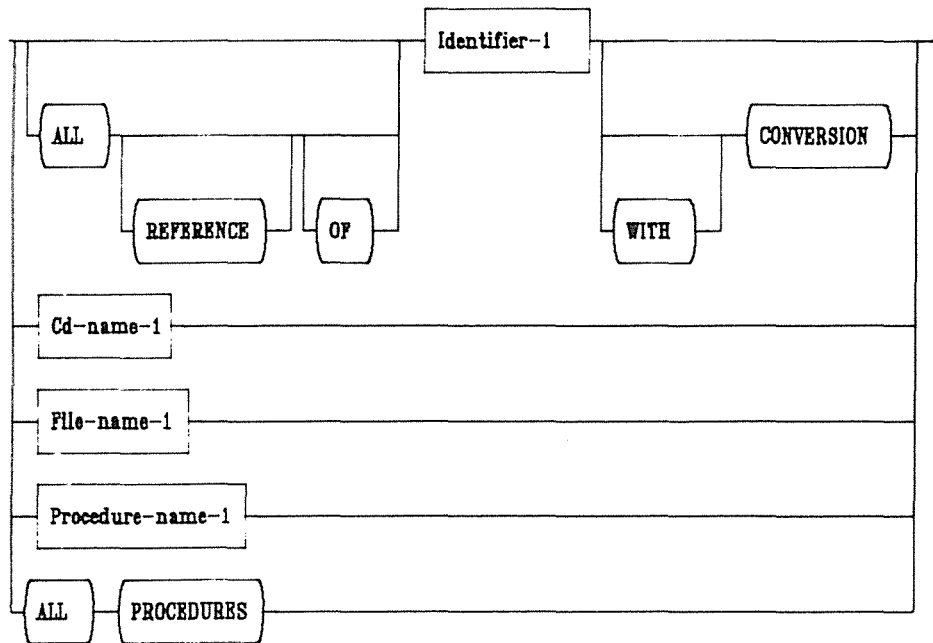 Identifier-1
ALL
CONVERSION
REFERENCE
OF
WITH
Cd-name-1
File-name-1
Procedure-name-1
ALL PROCEDURES